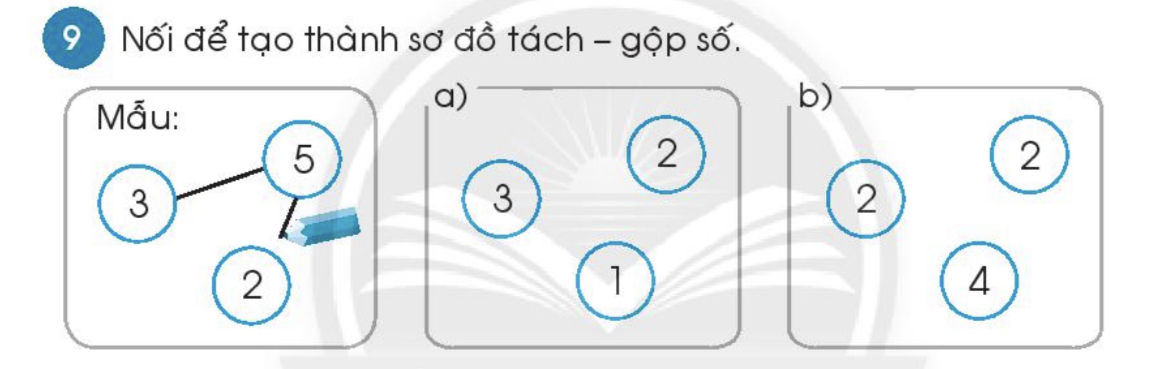 9 Nối để tạo thành sơ đồ tách – gộp số.
Mẫu:
3
5
2
a)
3
2
1
b)
2
2
4